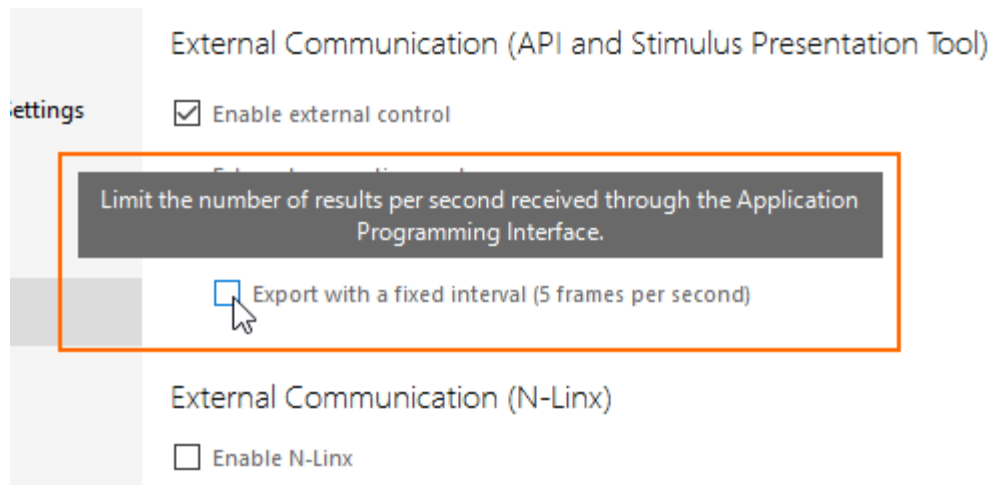 External Communication (API and Stimulus Presentation Tool)
Settings
Enable external control
Limit the number of results per second received through the Application
Programming Interface.
Export with a fixed interval (5 frames per second)
External Communication (N-Linx)
Enable N-Linx